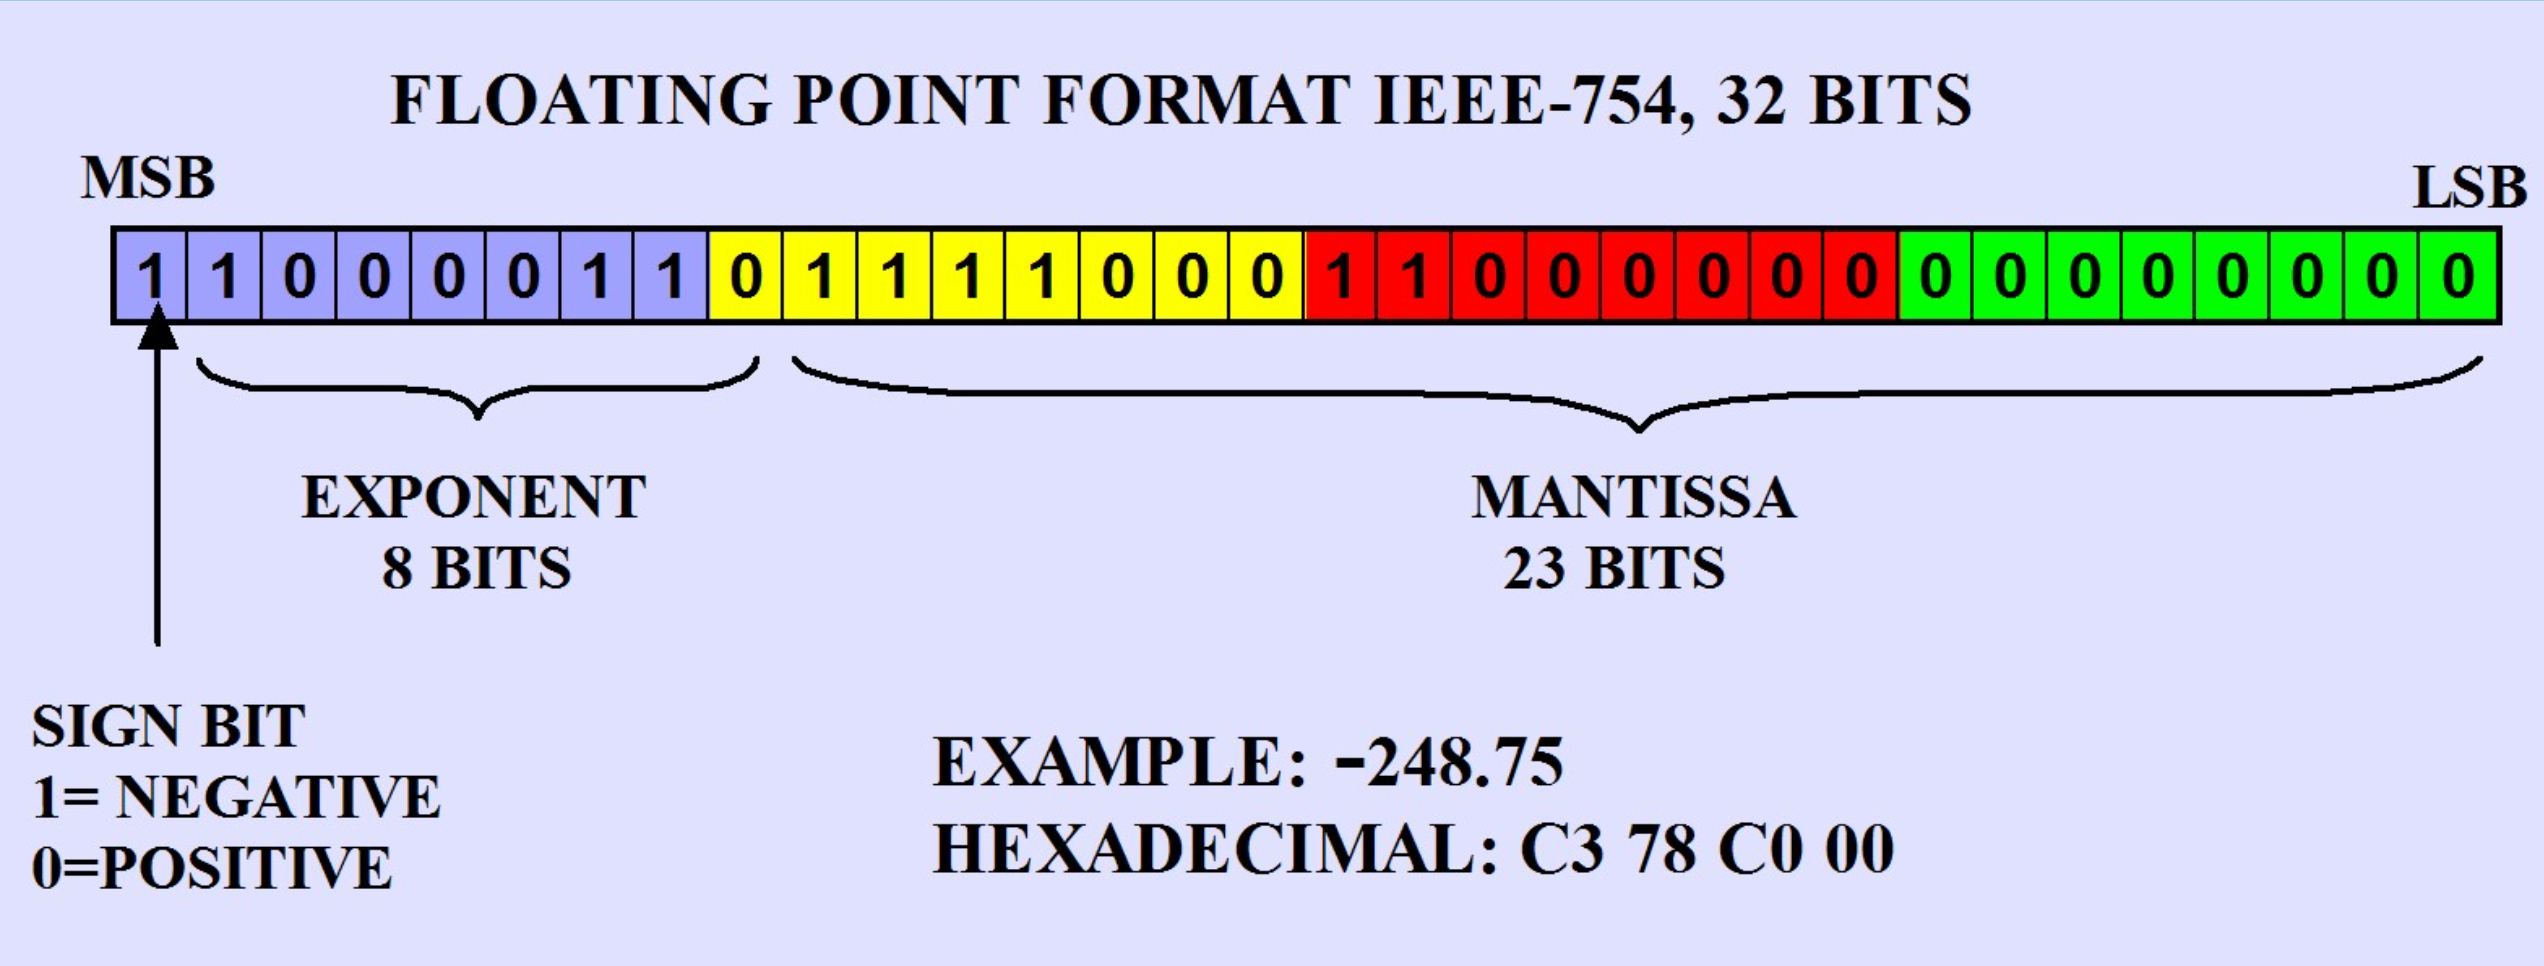 FLOATING POINT FORMAT IEEE-754, 32 BITS
MSB
LSB
1 1 0 0 0 0 1 1 0 1 1 1 1 0 0 0 1 1 0 0 0 0 0 0 0 0 0 0 0 0 0 0
EXPONENT
8 BITS
MANTISSA
23 BITS
SIGN BIT
1= NEGATIVE
0=POSITIVE
EXAMPLE: -248.75
HEXADECIMAL: C3 78 C0 00